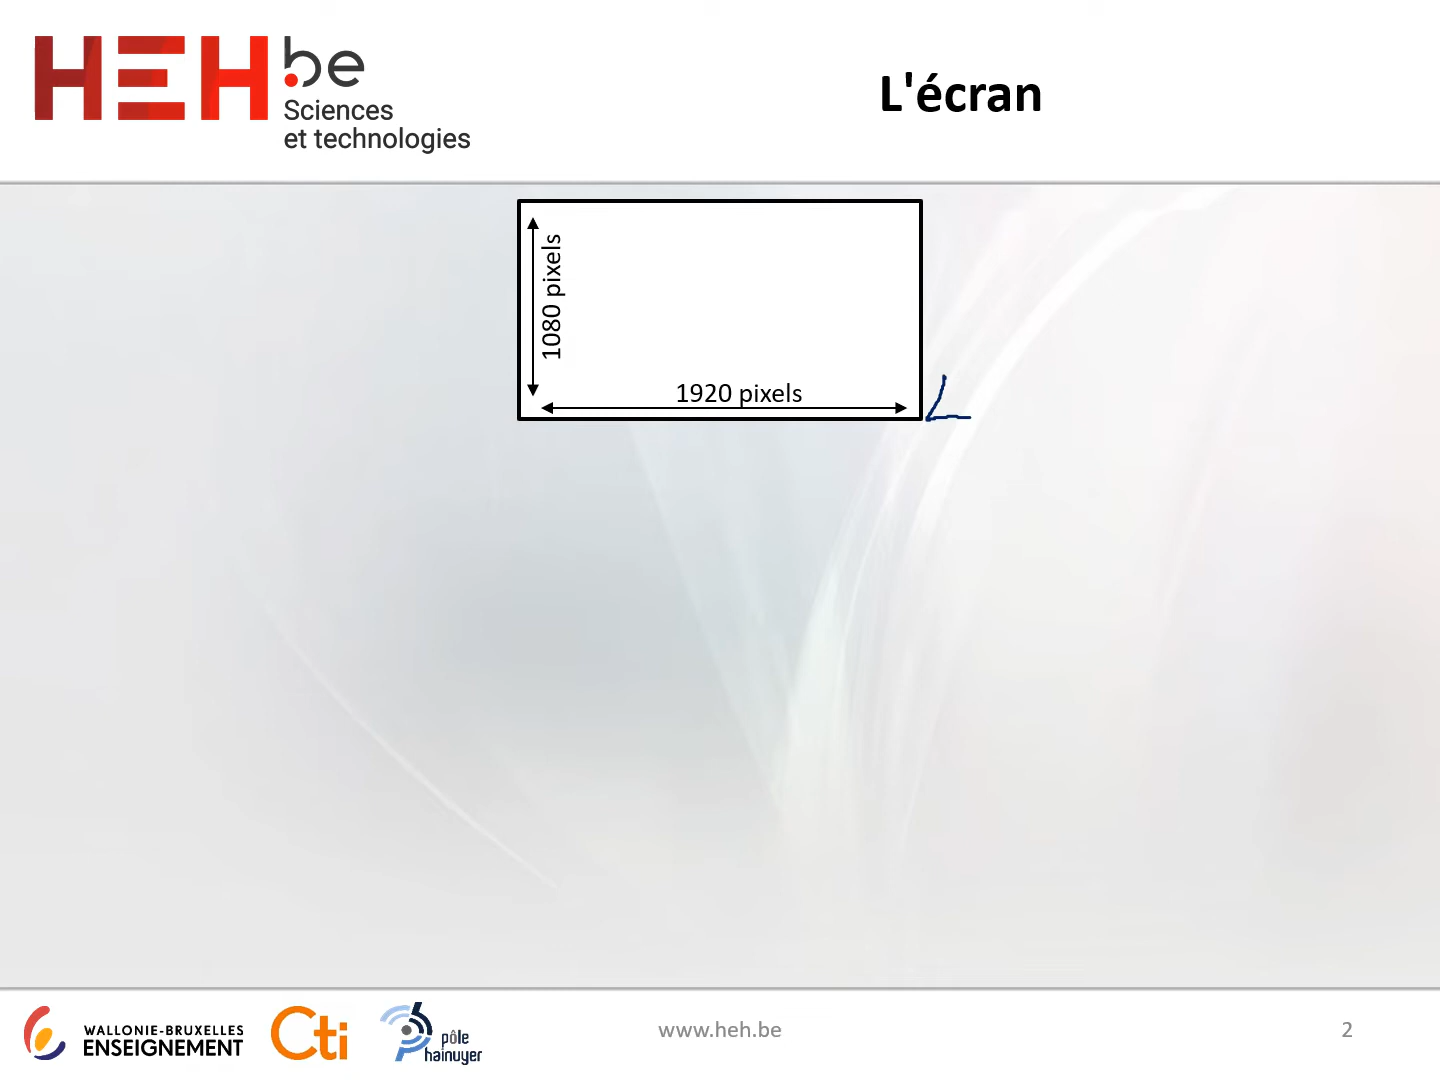 HEH.be
Sciences
et technologies
L'écran
1080 pixels
1920 pixels
WALLONIE-BRUXELLES
ENSEIGNEMENT
Cti
pôle
hainuyer
www.heh.be
2